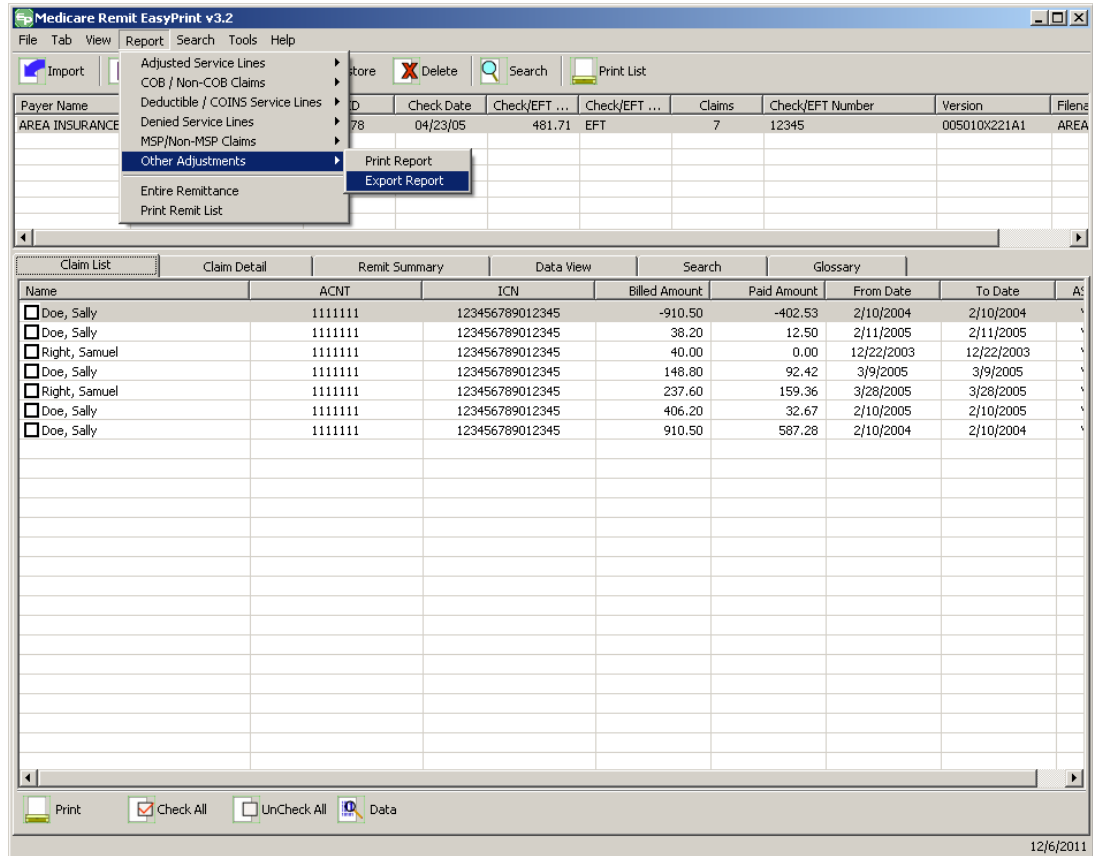 Medicare Remit EasyPrint v3.2
File Tab View Report Search Tools Help
Import store Delete Search Print List
Adjusted Service Lines
COB / Non-COB Claims
Deductible / COINS Service Lines
Denied Service Lines
MSP/Non-MSP Claims
Other Adjustments
Entire Remittance
Print Remit List
Print Report
Export Report
Payer Name D Check Date Check/EFT ... Check/EFT ... Claims Check/EFT Number Version Filena
AREA INSURANCE 78 04/23/05 481.71 EFT 7 12345 005010X221A1 AREA
Claim List Claim Detail Remit Summary Data View Search Glossary
Name ACNT ICN Billed Amount Paid Amount From Date To Date AS
Doe, Sally 1111111 123456789012345 -910.50 -402.53 2/10/2004 2/10/2004
Doe, Sally 1111111 123456789012345 38.20 12.50 2/11/2005 2/11/2005
Right, Samuel 1111111 123456789012345 40.00 0.00 12/22/2003 12/22/2003
Doe, Sally 1111111 123456789012345 148.80 92.42 3/9/2005 3/9/2005
Right, Samuel 1111111 123456789012345 237.60 159.36 3/28/2005 3/28/2005
Doe, Sally 1111111 123456789012345 406.20 32.67 2/10/2005 2/10/2005
Doe, Sally 1111111 123456789012345 910.50 587.28 2/10/2004 2/10/2004
Print Check All UnCheck All Data
12/6/2011